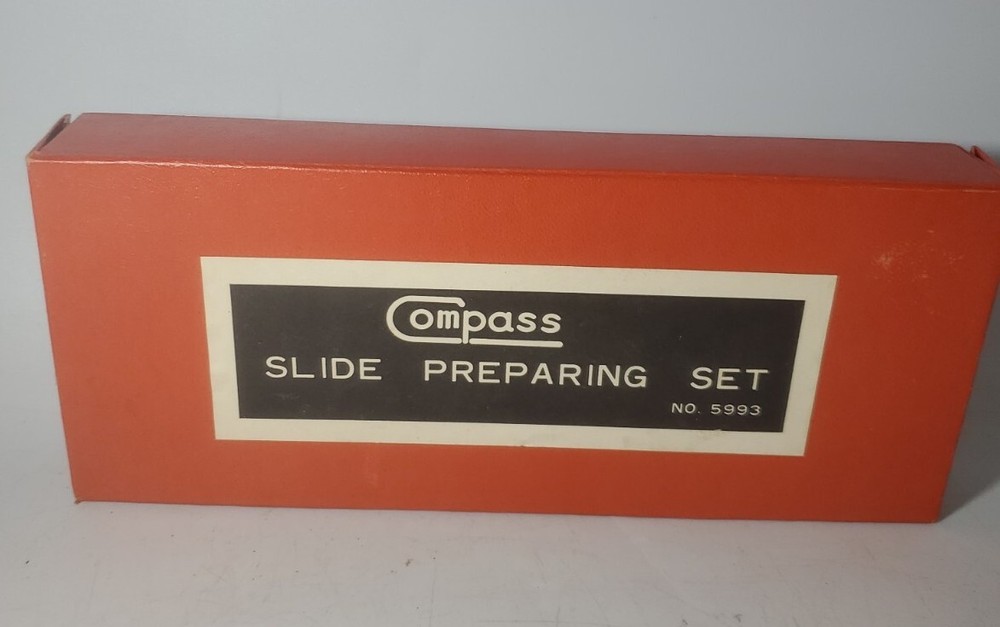 Compass
SLIDE PREPARING SET
NO. 5993